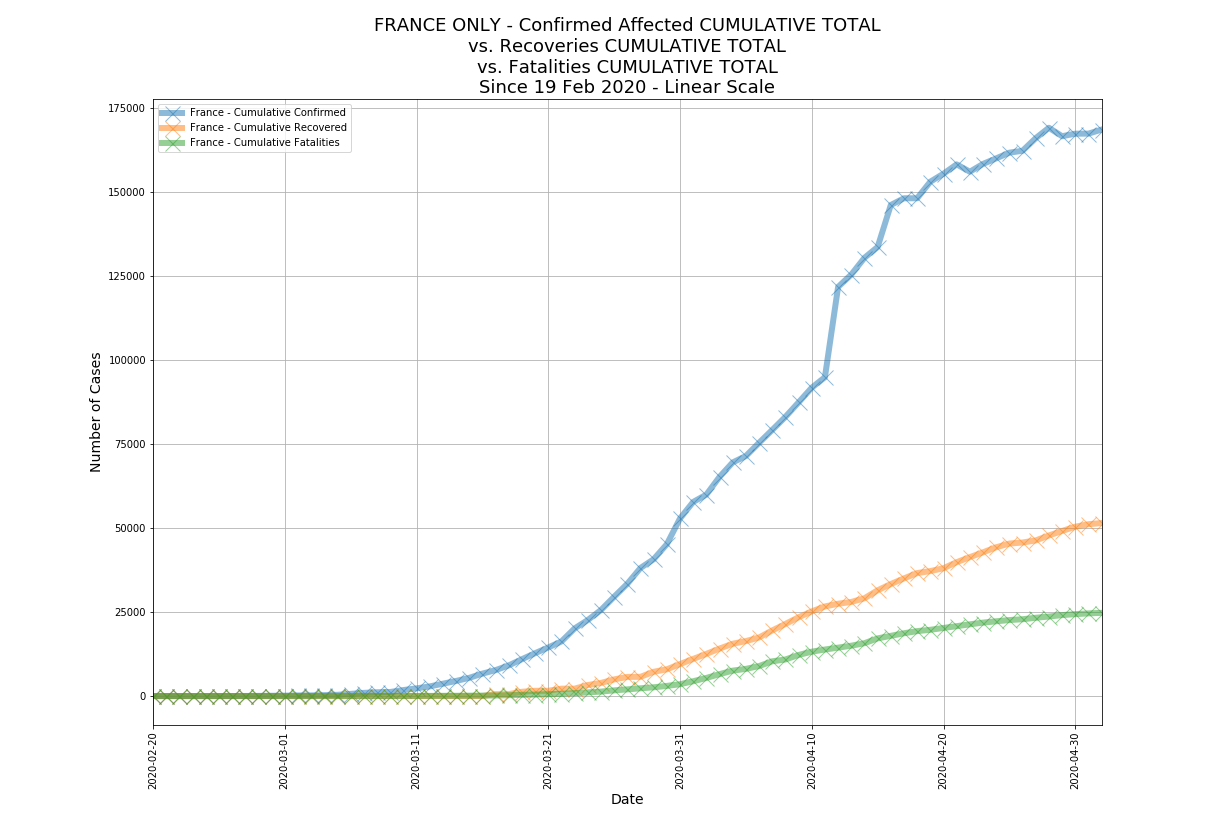 FRANCE ONLY - Confirmed Affected CUMULATIVE TOTAL
vs. Recoveries CUMULATIVE TOTAL
vs. Fatalities CUMULATIVE TOTAL
Since 19 Feb 2020 - Linear Scale
France - Cumulative Confirmed
France - Cumulative Recovered
France - Cumulative Fatalities
Number of Cases
175000
150000
125000
100000
75000
50000
25000
0
2020-02-20
2020-03-01
2020-03-11
2020-03-21
2020-03-31
2020-04-10
2020-04-20
2020-04-30
Date